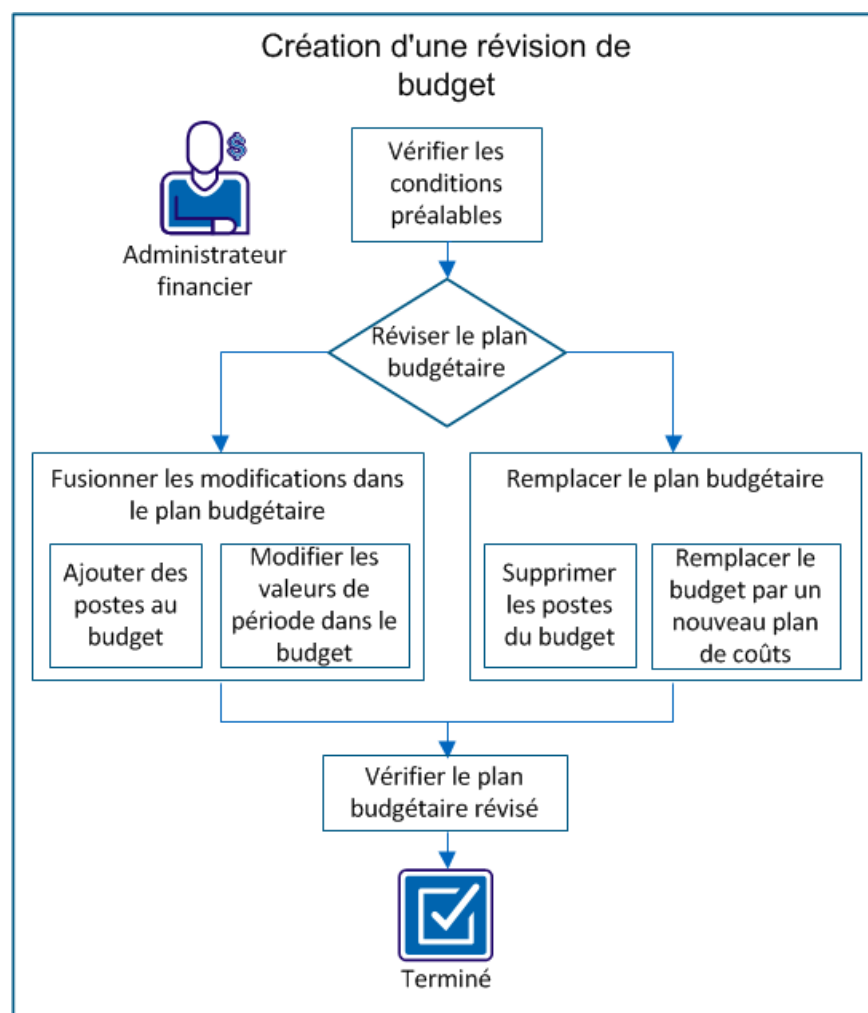 Création d'une révision de
budget
Vérifier les
conditions
préalables
Administrateur
financier
Réviser le plan
budgétaire
Fusionner les modifications dans
le plan budgétaire
Ajouter des
postes au
budget
Modifier les
valeurs de
période dans le
budget
Remplacer le plan budgétaire
Supprimer
les postes
du budget
Remplacer le
budget par un
nouveau plan
de coûts
Vérifier le plan
budgétaire révisé
Terminé